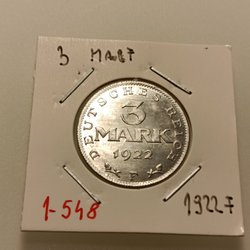 3 MARK
DEUTSCHES REICH
3
MARK
1922
F
1-548
1922 F